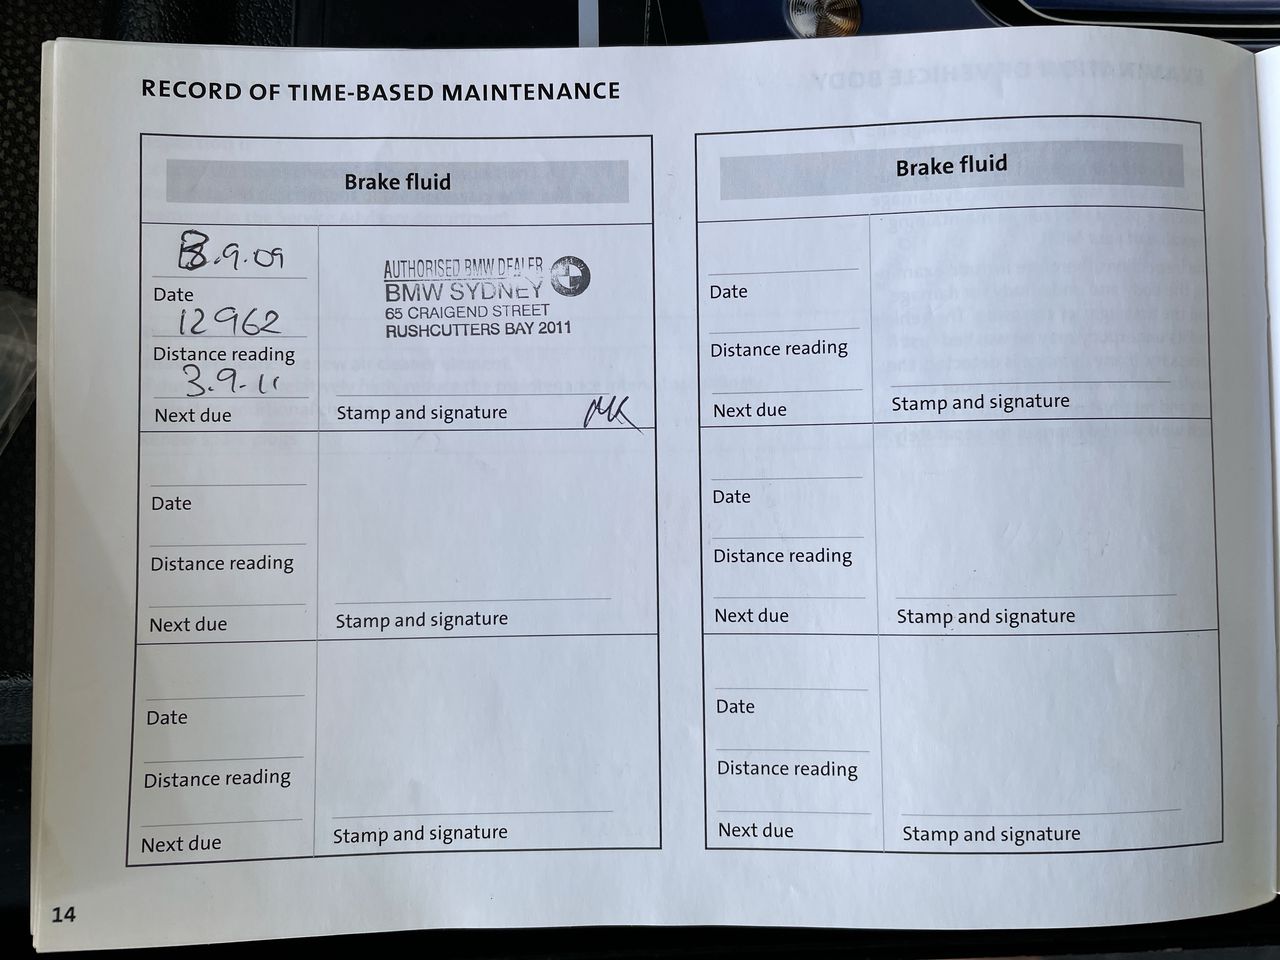 RECORD OF TIME-BASED MAINTENANCE
Brake fluid
3.9.09
Date
12962
Distance reading
3.9.11
Next due
AUTHORISED BMW DEALER
BMW SYDNEY
65 CRAIGEND STREET
RUSHCUTTERS BAY 2011
Stamp and signature
Date
Distance reading
Next due
Stamp and signature
Date
Distance reading
Next due
Stamp and signature
Brake fluid
Date
Distance reading
Next due
Stamp and signature
Date
Distance reading
Next due
Stamp and signature
Date
Distance reading
Next due
Stamp and signature
14